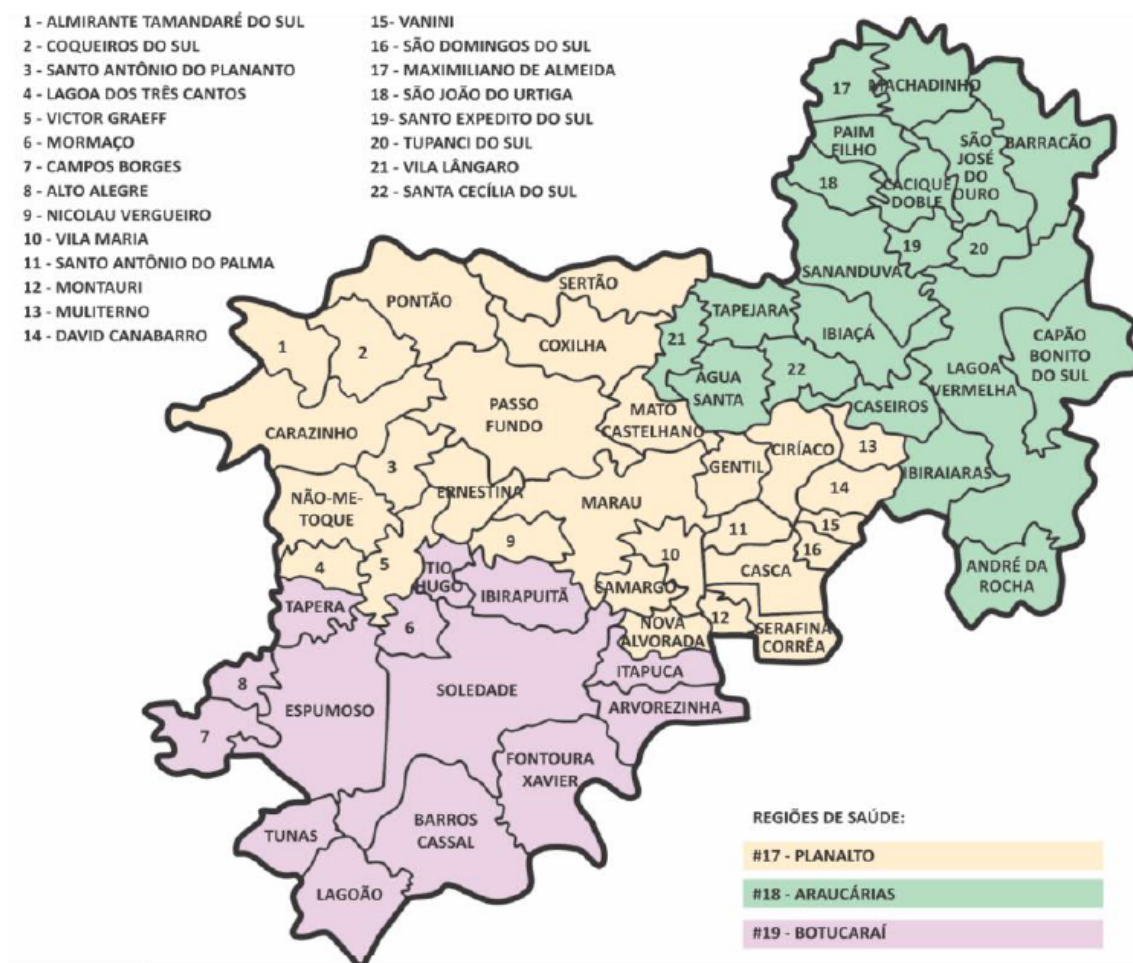 1 - ALMIRANTE TAMANDARÉ DO SUL
2 - COQUEIROS DO SUL
3 - SANTO ANTÔNIO DO PLANANTO
4 - LAGOA DOS TRÊS CANTOS
5 - VICTOR GRAEFF
6 - MORMAÇO
7 - CAMPOS BORGES
8 - ALTO ALEGRE
9 - NICOLAU VERGUEIRO
10 - VILA MARIA
11 - SANTO ANTÔNIO DO PALMA
12 - MONTAURI
13 - MULITERNO
14 - DAVID CANABARRO
15- VANINI
16 - SÃO DOMINGOS DO SUL
17 - MAXIMILIANO DE ALMEIDA
18 - SÃO JOÃO DO URTIGA
19- SANTO EXPEDITO DO SUL
20 - TUPANCI DO SUL
21 - VILA LÂNGARO
22 - SANTA CECÍLIA DO SUL
17
MACHADINHO
PAIM
FILHO
SÃO
JOSÉ
DO
OURO
BARRACÃO
18
CACIQUE
DOBLE
19
20
SANANDUVA
SERTÃO
PONTÃO
TAPEJARA
IBIAÇÁ
1
2
COXILHA
21
22
ÁGUA
SANTA
LAGOA
VERMELHA
CAPÃO
BONITO
DO SUL
CASEIROS
PASSO
FUNDO
MATO
CASTELHANO
CARAZINHO
CIRÍACO
13
GENTIL
IBIRAIARAS
3
ERNESTINA
MARAU
14
NÃO-ME-
TOQUE
11
15
9
10
16
4
5
TIO
HUGO
CASCA
ANDRÉ DA
ROCHA
CAMARGO
IBIRAPUITÃ
TAPERA
6
NOVA
ALVORADA
12
SERAFINA
CORRÊA
ITAPUCA
8
SOLEDADE
ESPUMOSO
ARVOREZINHA
7
FONTOURA
XAVIER
BARROS
CASSAL
TUNAS
LAGOÃO
REGIÕES DE SAÚDE:
#17 - PLANALTO
#18 - ARAUCÁRIAS
#19 - BOTUCARAÍ